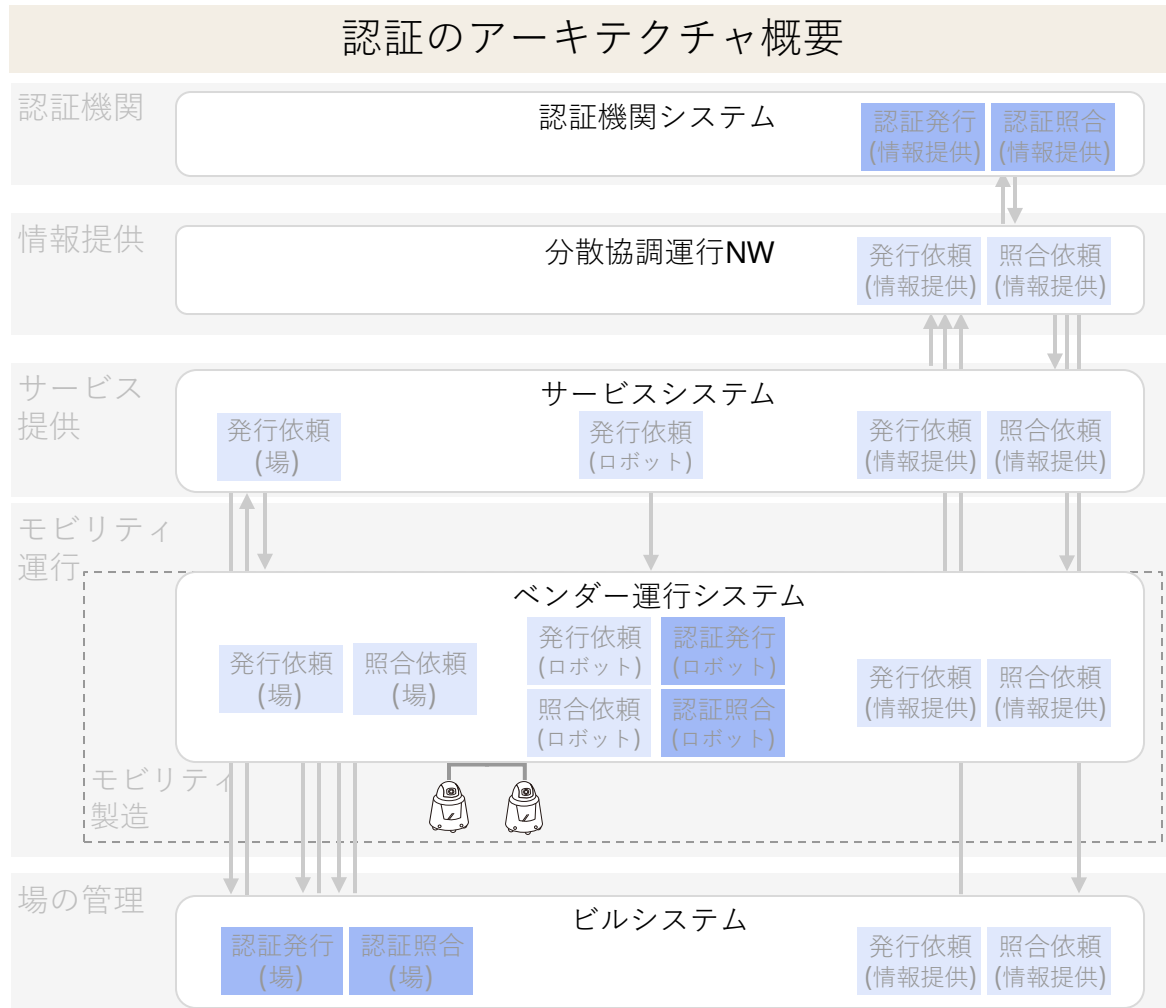 認証のアーキテクチャ概要
認証機関
認証機関システム
認証発行
(情報提供)
認証照合
(情報提供)
情報提供
分散協調運行NW
発行依頼
(情報提供)
照合依頼
(情報提供)
サービス
提供
サービスシステム
発行依頼
(場)
発行依頼
(ロボット)
発行依頼
(情報提供)
照合依頼
(情報提供)
モビリティ
運行
ベンダー運行システム
発行依頼
(場)
照合依頼
(場)
発行依頼
(ロボット)
認証発行
(ロボット)
照合依頼
(ロボット)
認証照合
(ロボット)
発行依頼
(情報提供)
照合依頼
(情報提供)
モビリティ
製造
場の管理
ビルシステム
認証発行
(場)
認証照合
(場)
発行依頼
(情報提供)
照合依頼
(情報提供)